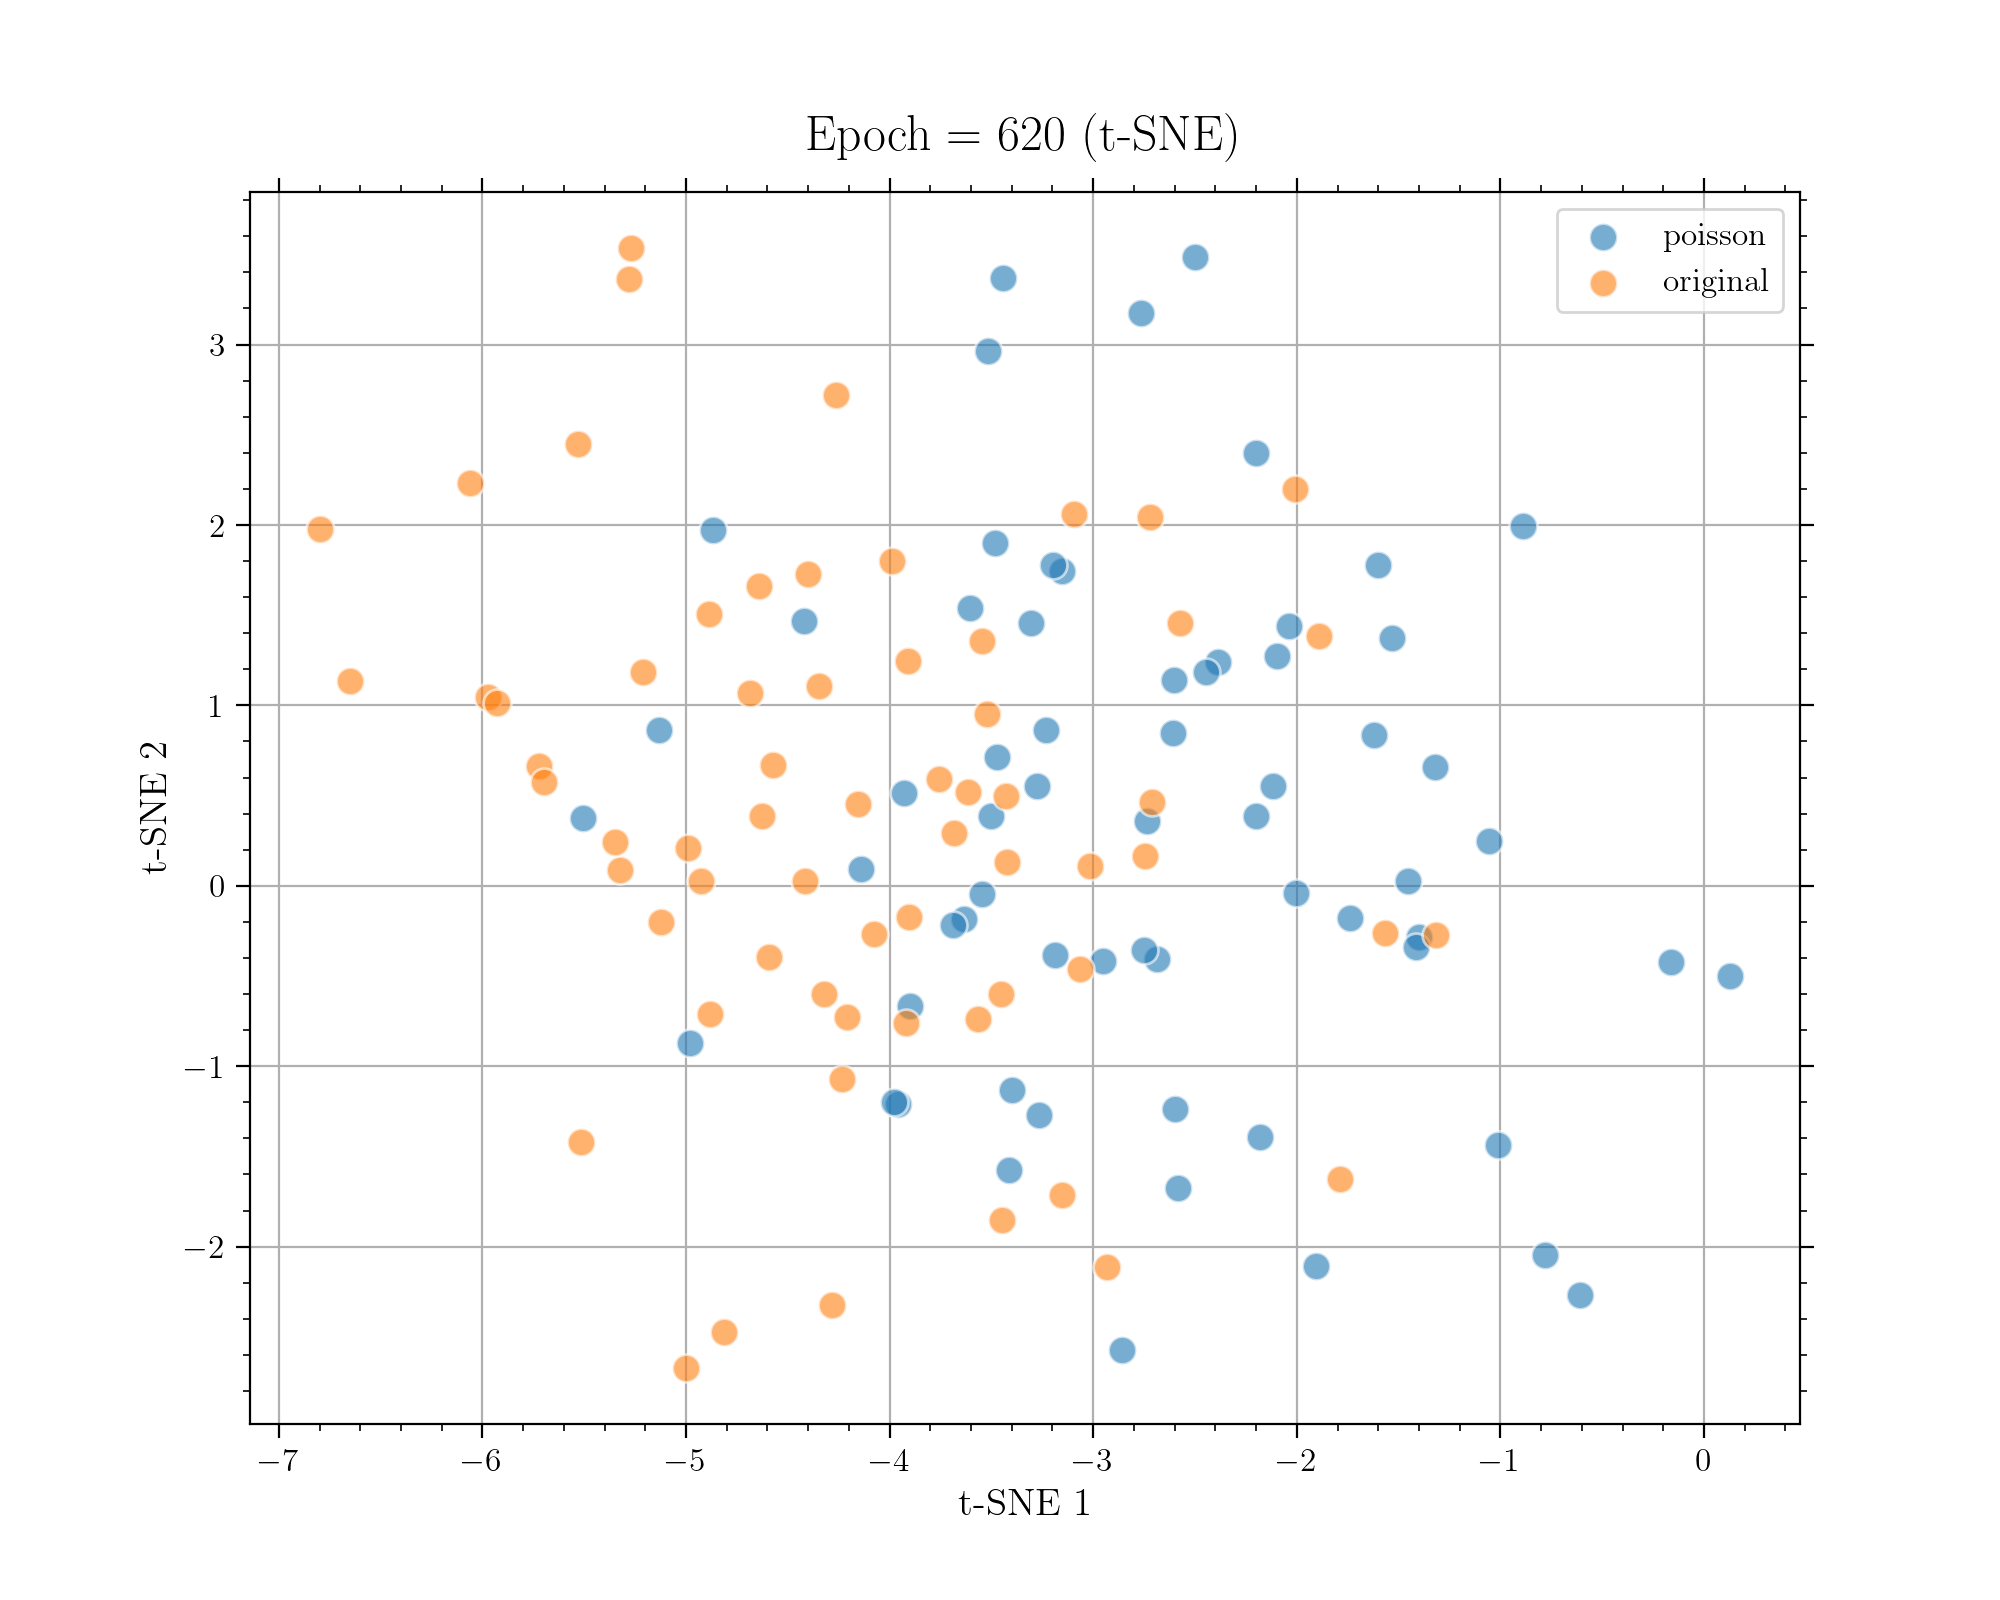 Epoch = 620 (t-SNE)
poisson
original
t-SNE 2
3
2
1
0
−1
−2
−7 −6 −5 −4 −3 −2 −1 0
t-SNE 1